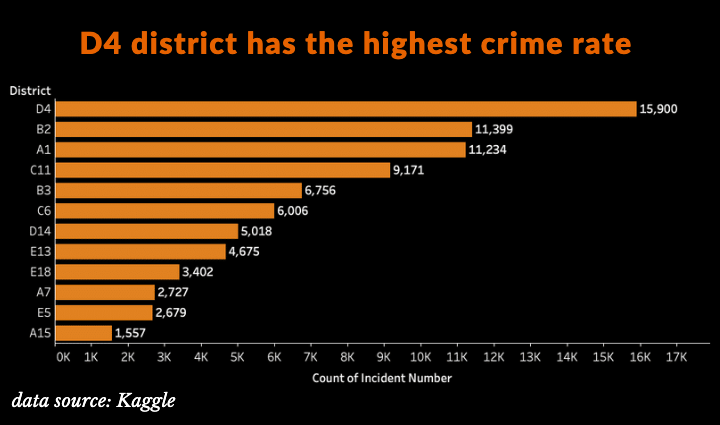 D4 district has the highest crime rate
District
D4 15,900
B2 11,399
A1 11,234
C11 9,171
B3 6,756
C6 6,006
D14 5,018
E13 4,675
E18 3,402
A7 2,727
E5 2,679
A15 1,557
0K 1K 2K 3K 4K 5K 6K 7K 8K 9K 10K 11K 12K 13K 14K 15K 16K 17K
Count of Incident Number
data source: Kaggle